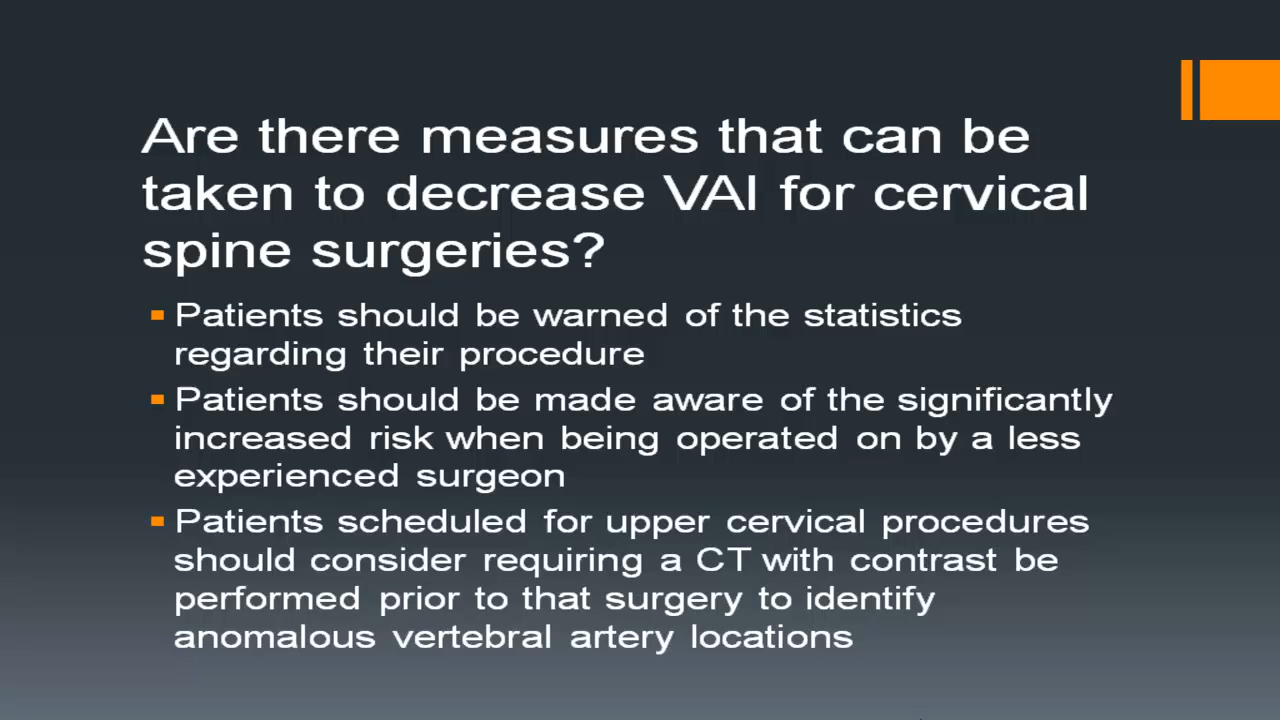 Are there measures that can be
taken to decrease VAI for cervical
spine surgeries?
Patients should be warned of the statistics
regarding their procedure
Patients should be made aware of the significantly
increased risk when being operated on by a less
experienced surgeon
Patients scheduled for upper cervical procedures
should consider requiring a CT with contrast be
performed prior to that surgery to identify
anomalous vertebral artery locations